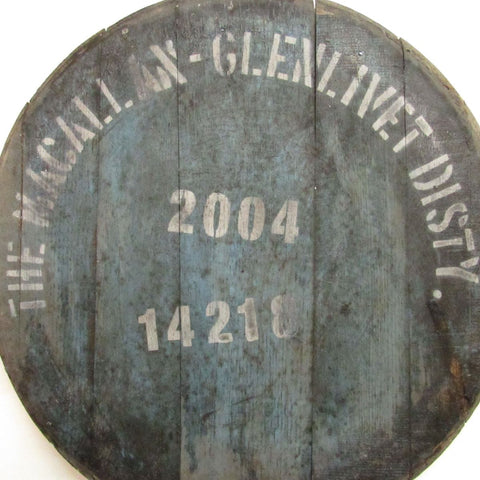 THE MACALLAN-GLENLIVET DISTY.
2004
14218